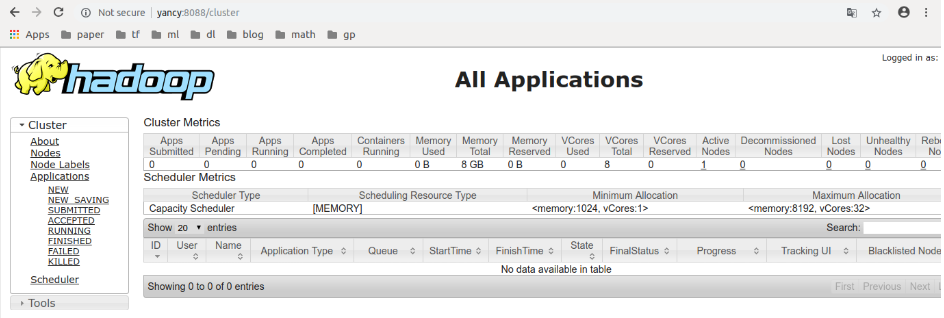 Not secure | yancy:8088/cluster
Apps paper tf ml dl blog math gp
hadoop
All Applications
Logged in as:
Cluster
About
Nodes
Node Labels
Applications
NEW
NEW_SAVING
SUBMITTED
ACCEPTED
RUNNING
FINISHED
FAILED
KILLED
Scheduler
Tools
Cluster Metrics
Apps Submitted Apps Pending Apps Running Apps Completed Containers Running Memory Used Memory Total Memory Reserved VCores Used VCores Total VCores Reserved Active Nodes Decommissioned Nodes Lost Nodes Unhealthy Nodes Nodes
0 0 0 0 0 0 B 8 GB 0 B 0 8 0 1 0 0 0 0
Scheduler Metrics
Scheduler Type Scheduling Resource Type Minimum Allocation Maximum Allocation
Capacity Scheduler [MEMORY] <memory:1024, vCores:1> <memory:8192, vCores:32>
Show 20 entries Search:
ID User Name Application Type Queue StartTime FinishTime State FinalStatus Progress Tracking UI Blacklisted Node
No data available in table
Showing 0 to 0 of 0 entries First Previous Next